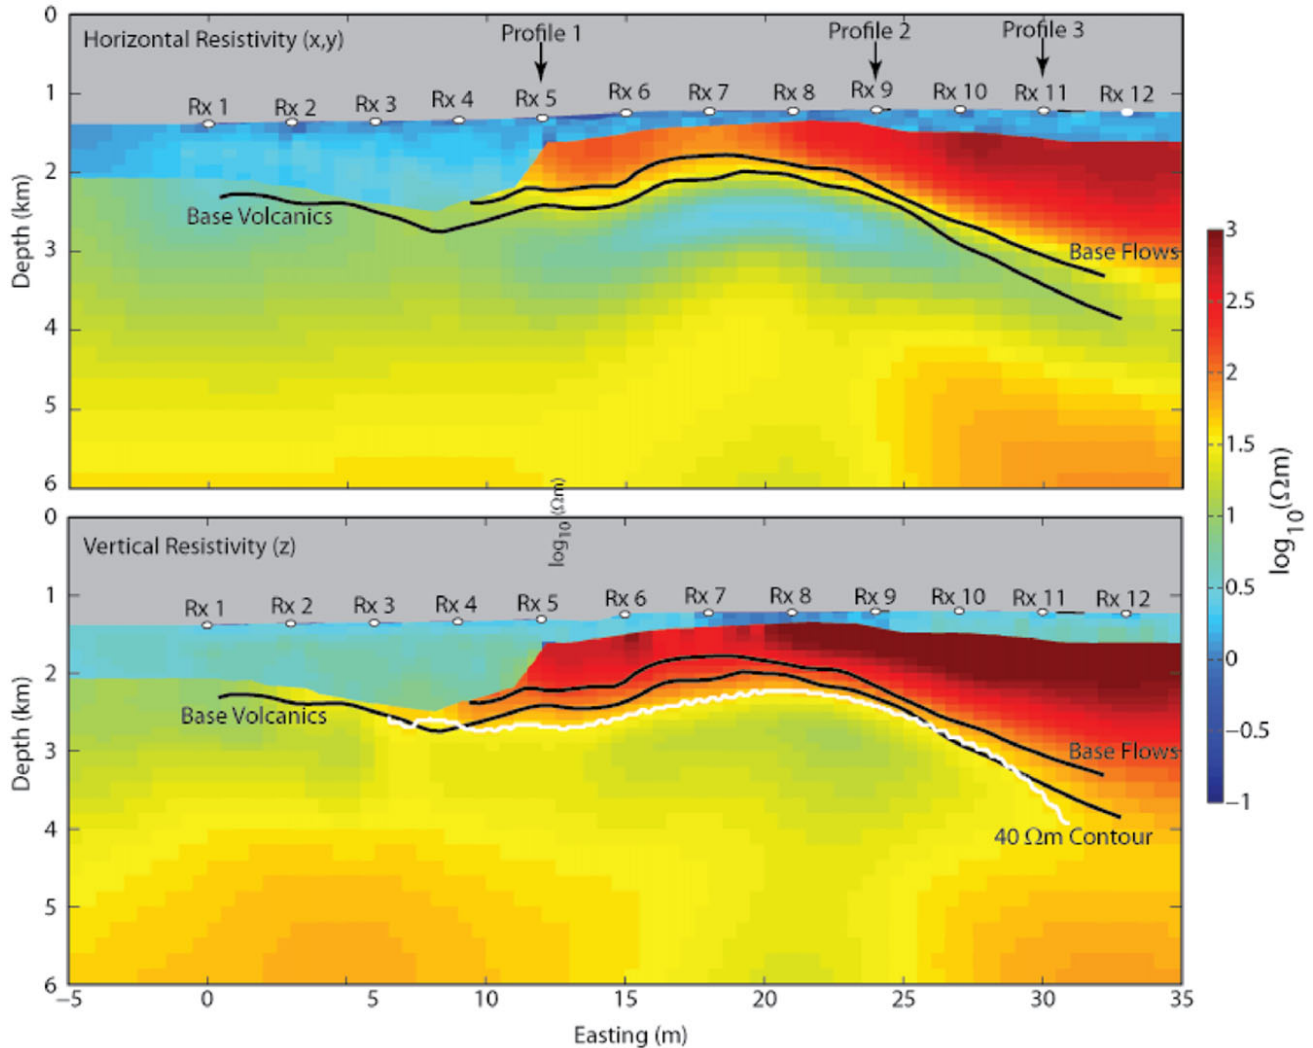 0
Horizontal Resistivity (x,y)
Profile 1
Profile 2
Profile 3
1
Rx 1
Rx 2
Rx 3
Rx 4
Rx 5
Rx 6
Rx 7
Rx 8
Rx 9
Rx 10
Rx 11
Rx 12
2
Base Volcanics
3
Base Flows
4
5
6
Depth (km)
log10 (Ωm)
0
Vertical Resistivity (z)
1
Rx 1
Rx 2
Rx 3
Rx 4
Rx 5
Rx 6
Rx 7
Rx 8
Rx 9
Rx 10
Rx 11
Rx 12
2
Base Volcanics
3
Base Flows
4
40 Ωm Contour
5
6
Depth (km)
−5
0
5
10
15
20
25
30
35
Easting (m)
3
2.5
2
1.5
1
0.5
0
−0.5
−1
log10(Ωm)